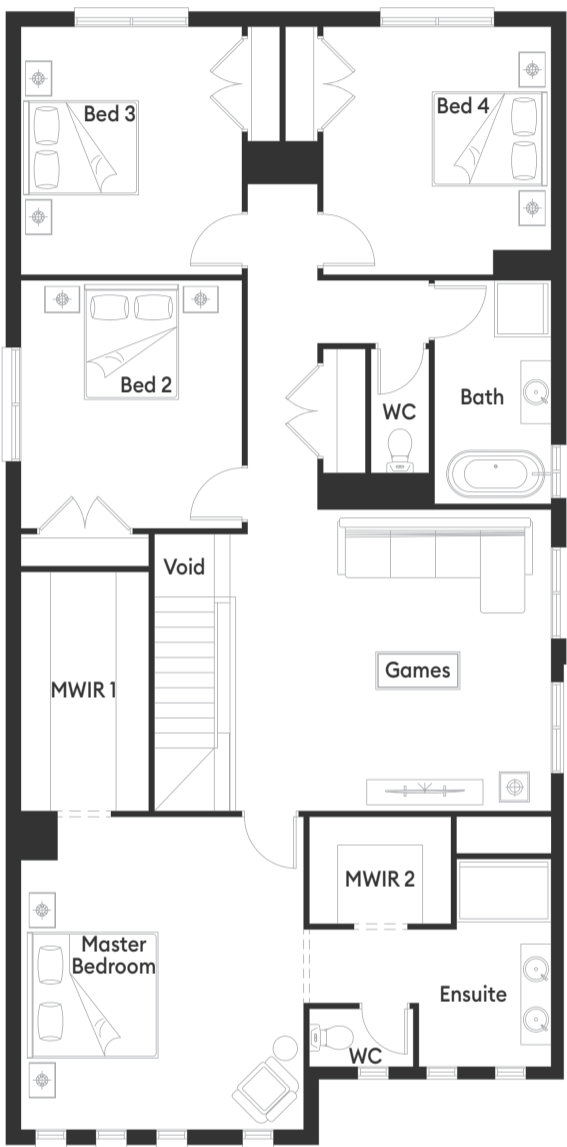 Bed 3
Bed 4
Bed 2
WC
Bath
Void
MWIR 1
Games
MWIR 2
Master
Bedroom
Ensuite
WC